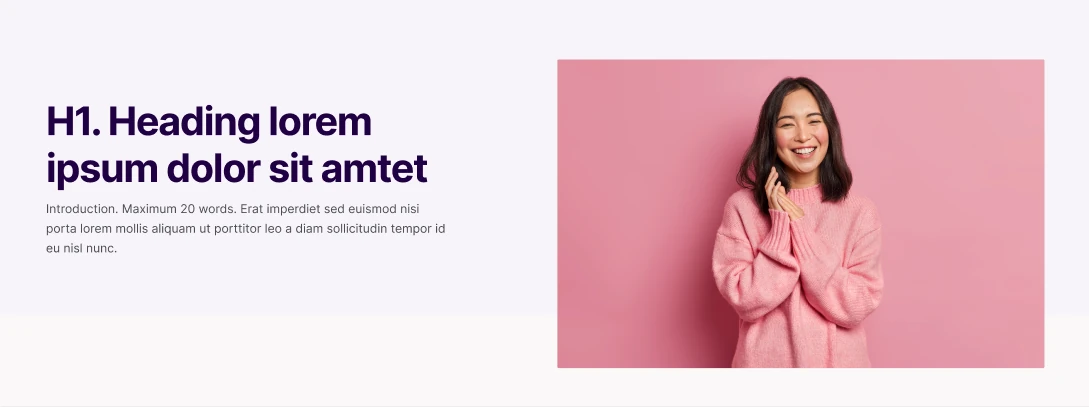 H1. Heading lorem
ipsum dolor sit amtet
Introduction. Maximum 20 words. Erat imperdiet sed euismod nisi
porta lorem mollis aliquam ut porttitor leo a diam sollicitudin tempor id
eu nisl nunc.